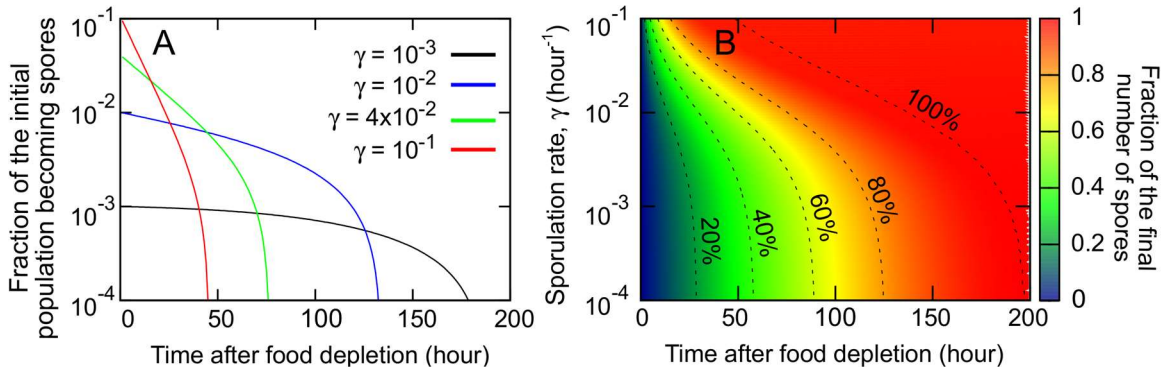 Fraction of the initial
population becoming spores
10⁻¹
10⁻²
10⁻³
10⁻⁴
A
γ = 10⁻³
γ = 10⁻²
γ = 4x10⁻²
γ = 10⁻¹
0 50 100 150 200
Time after food depletion (hour)
Sporulation rate, γ (hour⁻¹)
10⁻¹
10⁻²
10⁻³
10⁻⁴
B
100%
80%
60%
40%
20%
0 50 100 150 200
Time after food depletion (hour)
1
0.8
0.6
0.4
0.2
0
Fraction of the final
number of spores